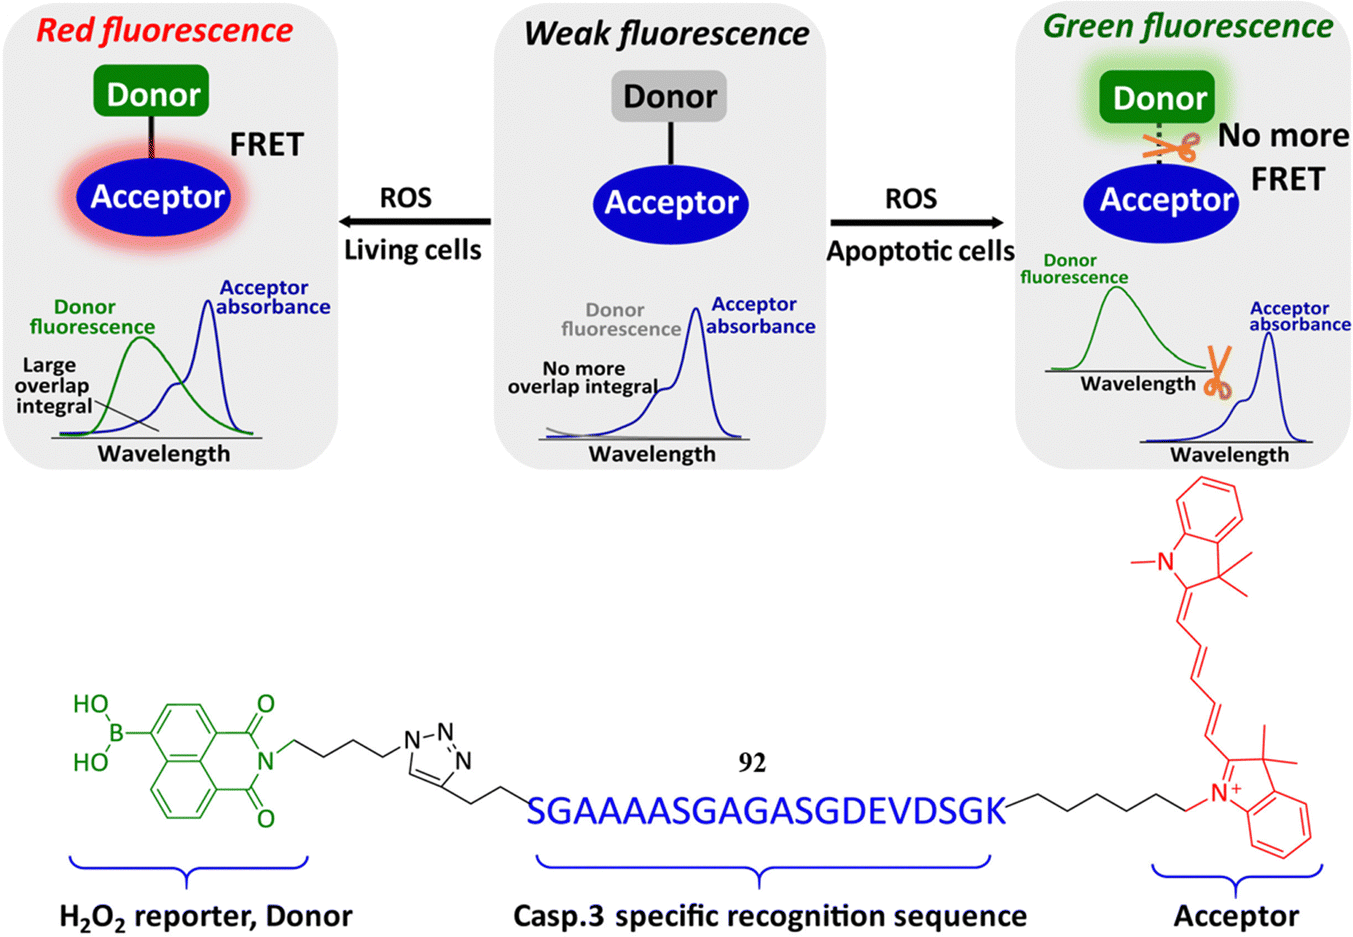 Red fluorescence
Donor
FRET
Acceptor
Donor
fluorescence
Acceptor
absorbance
Large
overlap
integral
Wavelength
ROS
Living cells
Weak fluorescence
Donor
Acceptor
Donor
fluorescence
Acceptor
absorbance
No more
overlap integral
Wavelength
ROS
Apoptotic cells
Green fluorescence
Donor
No more
FRET
Acceptor
Donor
fluorescence
Wavelength
Acceptor
absorbance
Wavelength
HO
B
HO
O
N
O
N
N
N
92
SGAAAASGAGASGDEVDSGK
N
N+
H₂O₂ reporter, Donor
Casp.3 specific recognition sequence
Acceptor